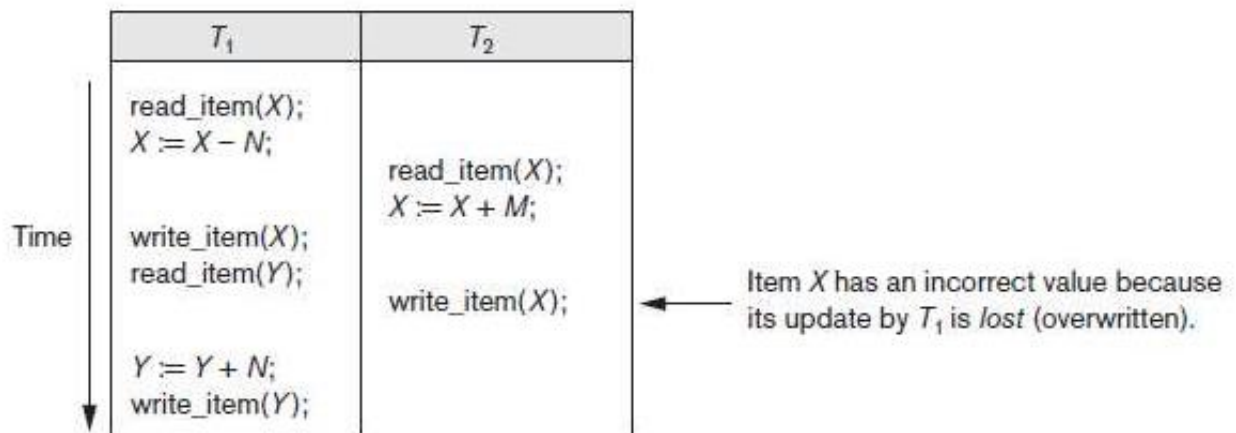 T₁ T₂
read_item(X);
X := X – N;
read_item(X);
X := X + M;
Time
write_item(X);
read_item(Y);
write_item(X);
Item X has an incorrect value because
its update by T₁ is lost (overwritten).
Y := Y + N;
write_item(Y);